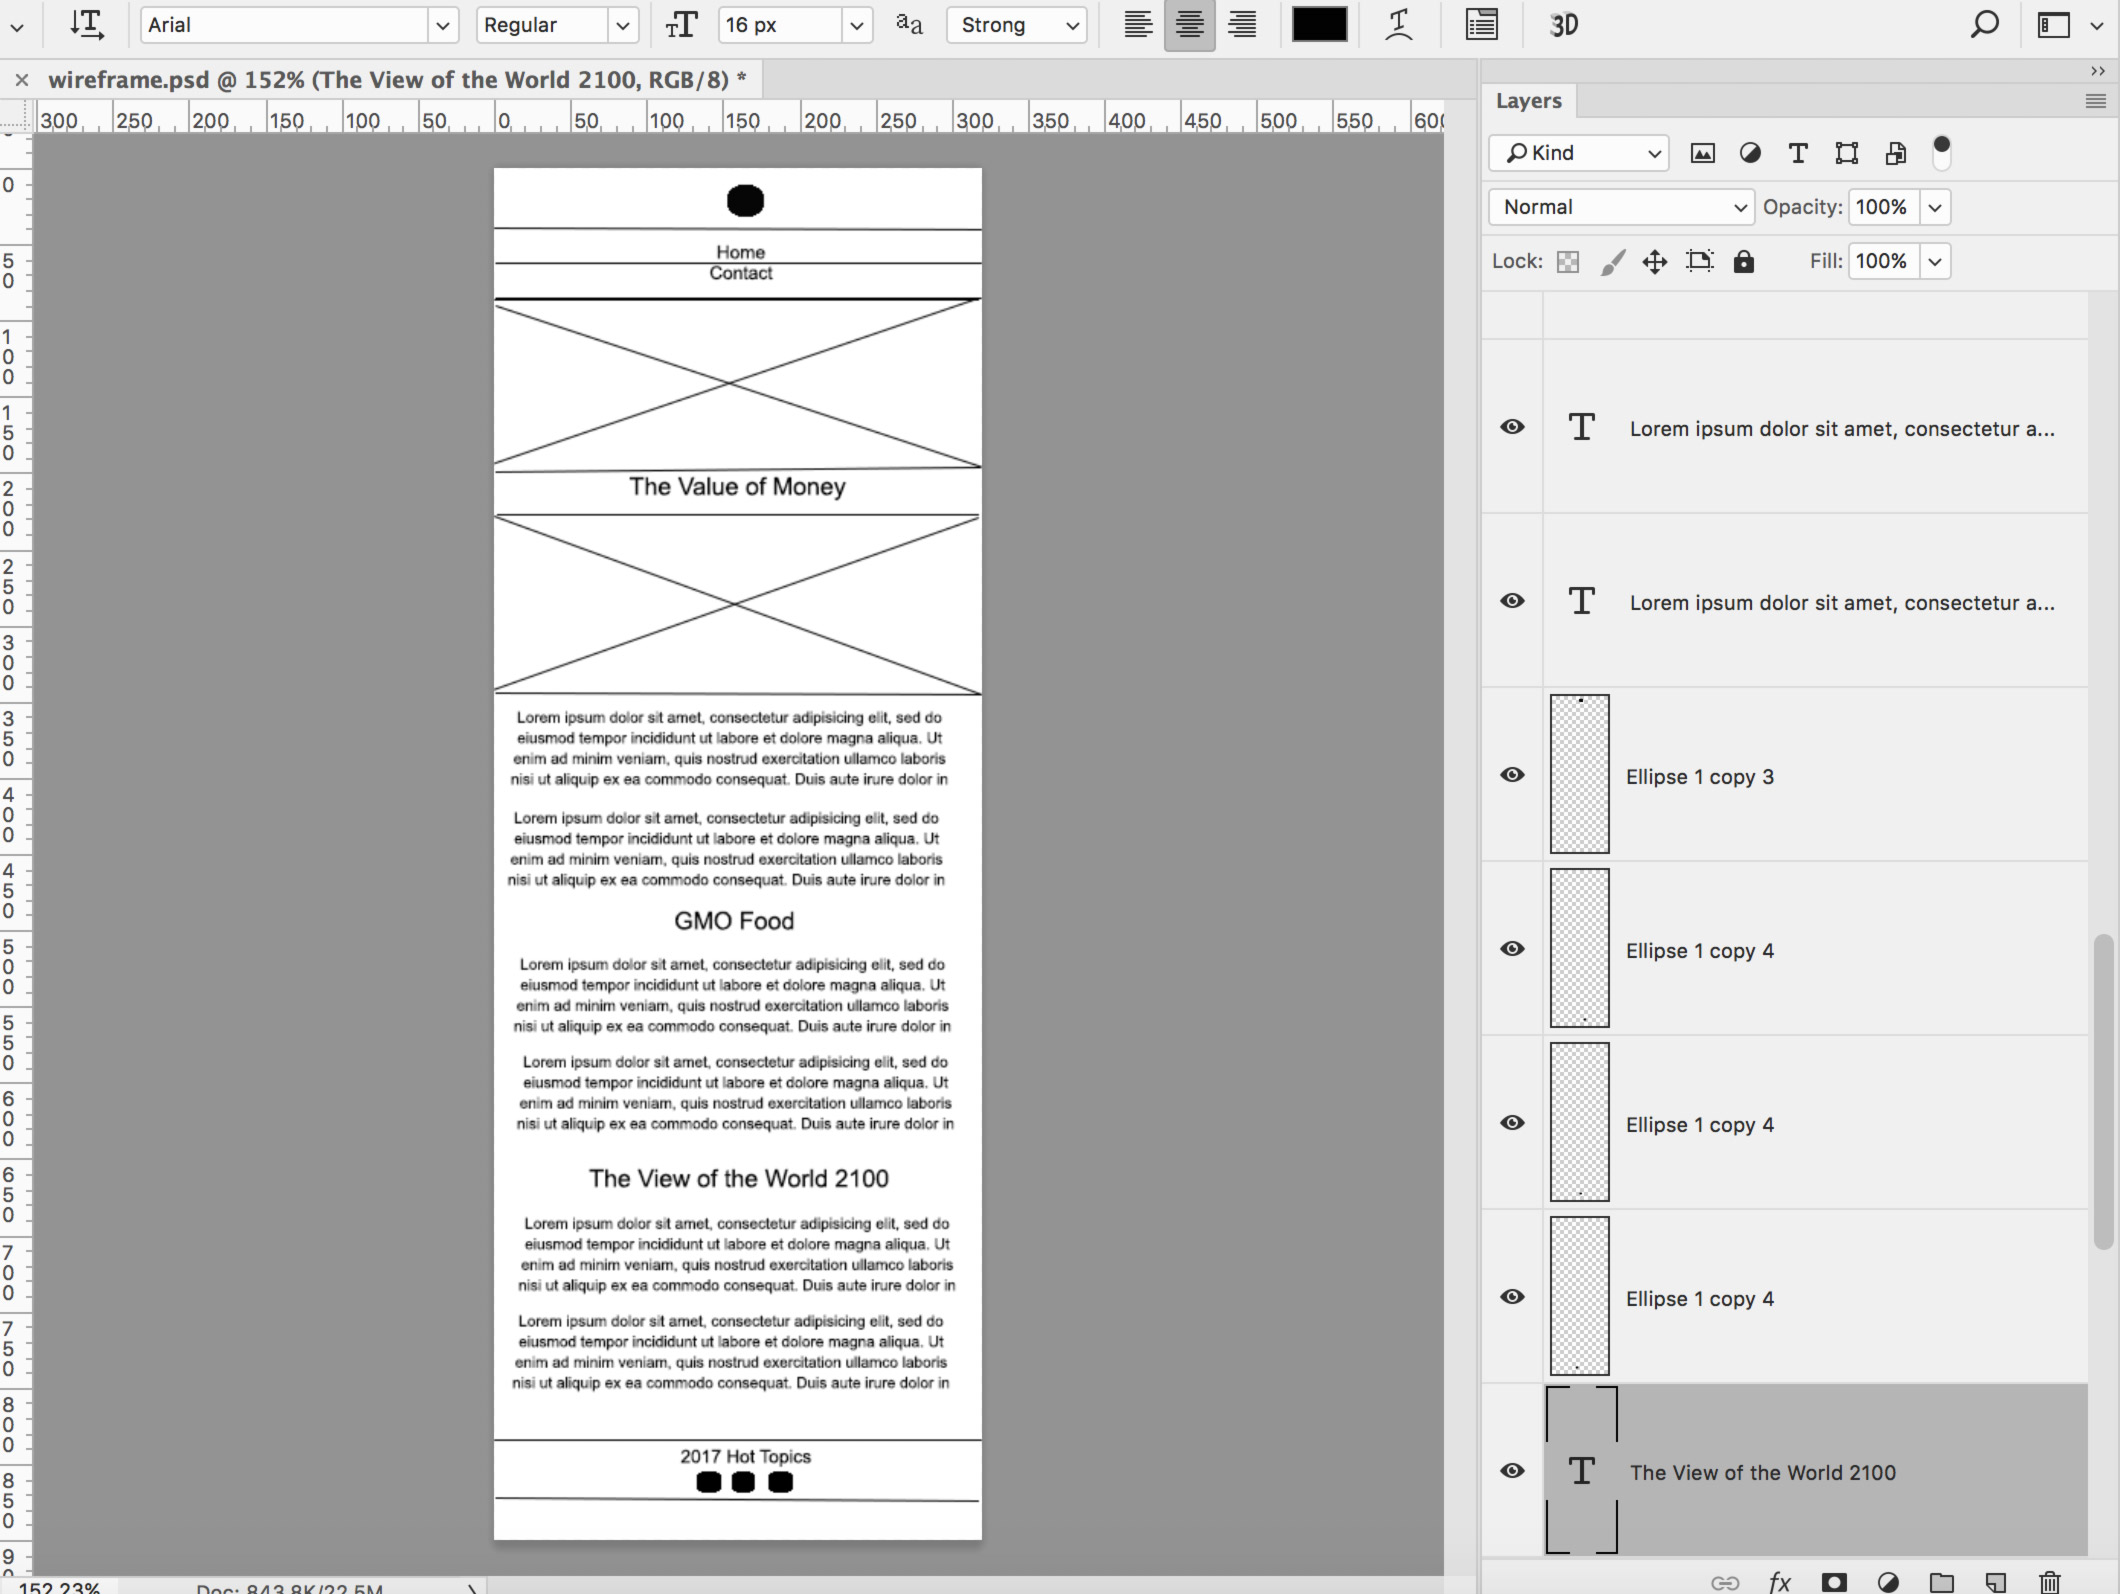 Arial
Regular
16 px
Strong
3D
wireframe.psd @ 152% (The View of the World 2100, RGB/8) *
300 250 200 150 100 50 0 50 100 150 200 250 300 350 400 450 500 550 600
0
50
100
150
200
250
300
350
400
450
500
550
600
650
700
750
800
850
Home
Contact
The Value of Money
Lorem ipsum dolor sit amet, consectetur adipisicing elit, sed do
eiusmod tempor incididunt ut labore et dolore magna aliqua. Ut
enim ad minim veniam, quis nostrud exercitation ullamco laboris
nisi ut aliquip ex ea commodo consequat. Duis aute irure dolor in
Lorem ipsum dolor sit amet, consectetur adipisicing elit, sed do
eiusmod tempor incididunt ut labore et dolore magna aliqua. Ut
enim ad minim veniam, quis nostrud exercitation ullamco laboris
nisi ut aliquip ex ea commodo consequat. Duis aute irure dolor in
GMO Food
Lorem ipsum dolor sit amet, consectetur adipisicing elit, sed do
eiusmod tempor incididunt ut labore et dolore magna aliqua. Ut
enim ad minim veniam, quis nostrud exercitation ullamco laboris
nisi ut aliquip ex ea commodo consequat. Duis aute irure dolor in
Lorem ipsum dolor sit amet, consectetur adipisicing elit, sed do
eiusmod tempor incididunt ut labore et dolore magna aliqua. Ut
enim ad minim veniam, quis nostrud exercitation ullamco laboris
nisi ut aliquip ex ea commodo consequat. Duis aute irure dolor in
The View of the World 2100
Lorem ipsum dolor sit amet, consectetur adipisicing elit, sed do
eiusmod tempor incididunt ut labore et dolore magna aliqua. Ut
enim ad minim veniam, quis nostrud exercitation ullamco laboris
nisi ut aliquip ex ea commodo consequat. Duis aute irure dolor in
Lorem ipsum dolor sit amet, consectetur adipisicing elit, sed do
eiusmod tempor incididunt ut labore et dolore magna aliqua. Ut
enim ad minim veniam, quis nostrud exercitation ullamco laboris
nisi ut aliquip ex ea commodo consequat. Duis aute irure dolor in
2017 Hot Topics
152.23%
Doc: 843.8K/22.5M
Layers
Kind
Normal
Opacity: 100%
Lock:
Fill: 100%
Lorem ipsum dolor sit amet, consectetur a...
Lorem ipsum dolor sit amet, consectetur a...
Ellipse 1 copy 3
Ellipse 1 copy 4
Ellipse 1 copy 4
Ellipse 1 copy 4
The View of the World 2100
fx